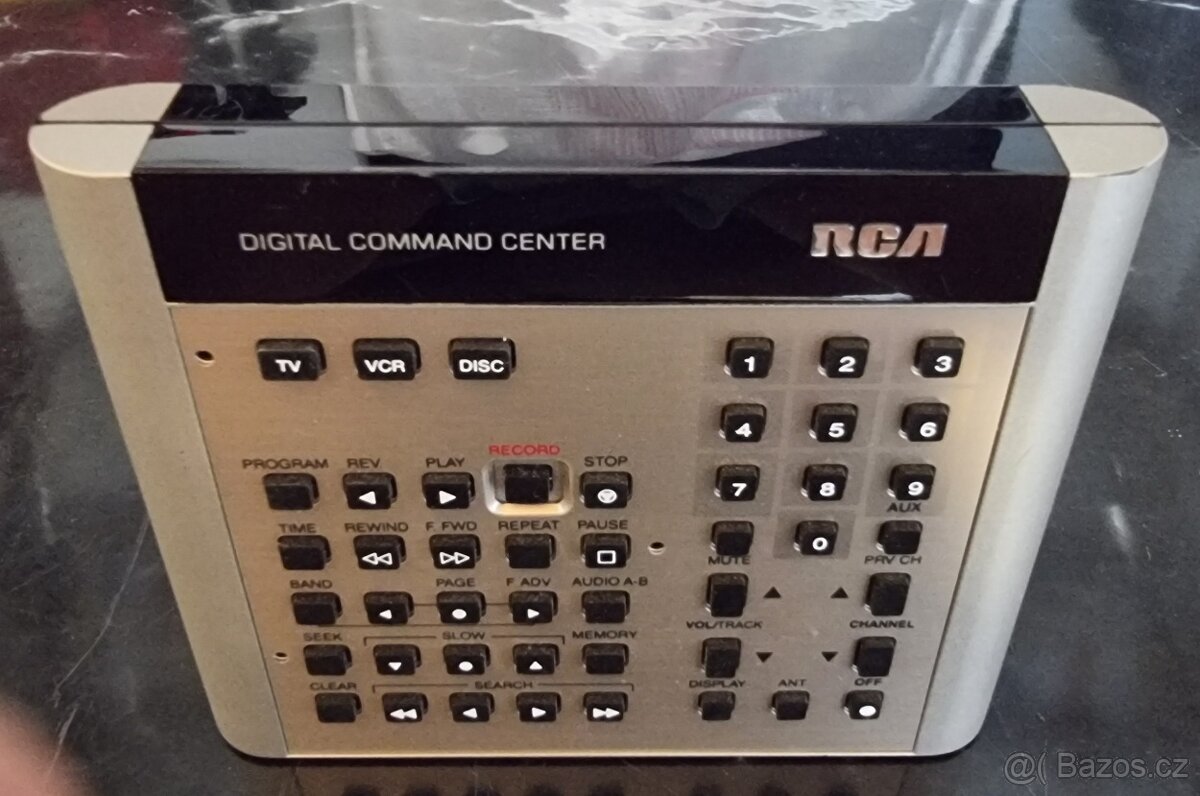 DIGITAL COMMAND CENTER RCA
TV VCR DISC 1 2 3
4 5 6
PROGRAM REV PLAY RECORD STOP
7 8 9
AUX
TIME REWIND F. FWD REPEAT PAUSE
0
MUTE PRV CH
BAND PAGE F. ADV AUDIO A-B
VOL/TRACK CHANNEL
SEEK SLOW MEMORY
CLEAR SEARCH DISPLAY ANT OFF
@( Bazos.cz